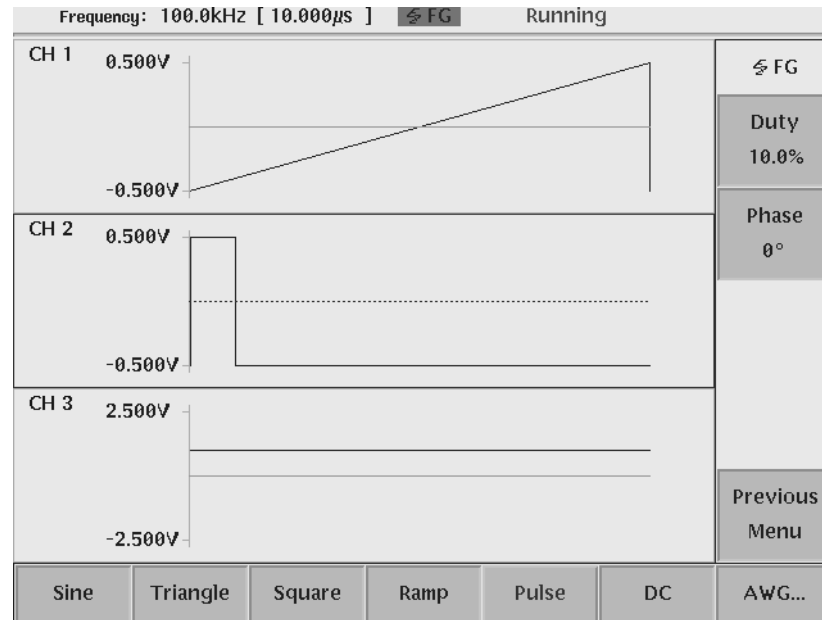 Frequency: 100.0kHz [ 10.000µs ] FG Running
CH 1
0.500V
-0.500V
CH 2
0.500V
-0.500V
CH 3
2.500V
-2.500V
FG
Duty
10.0%
Phase
0°
Previous
Menu
Sine Triangle Square Ramp Pulse DC AWG...